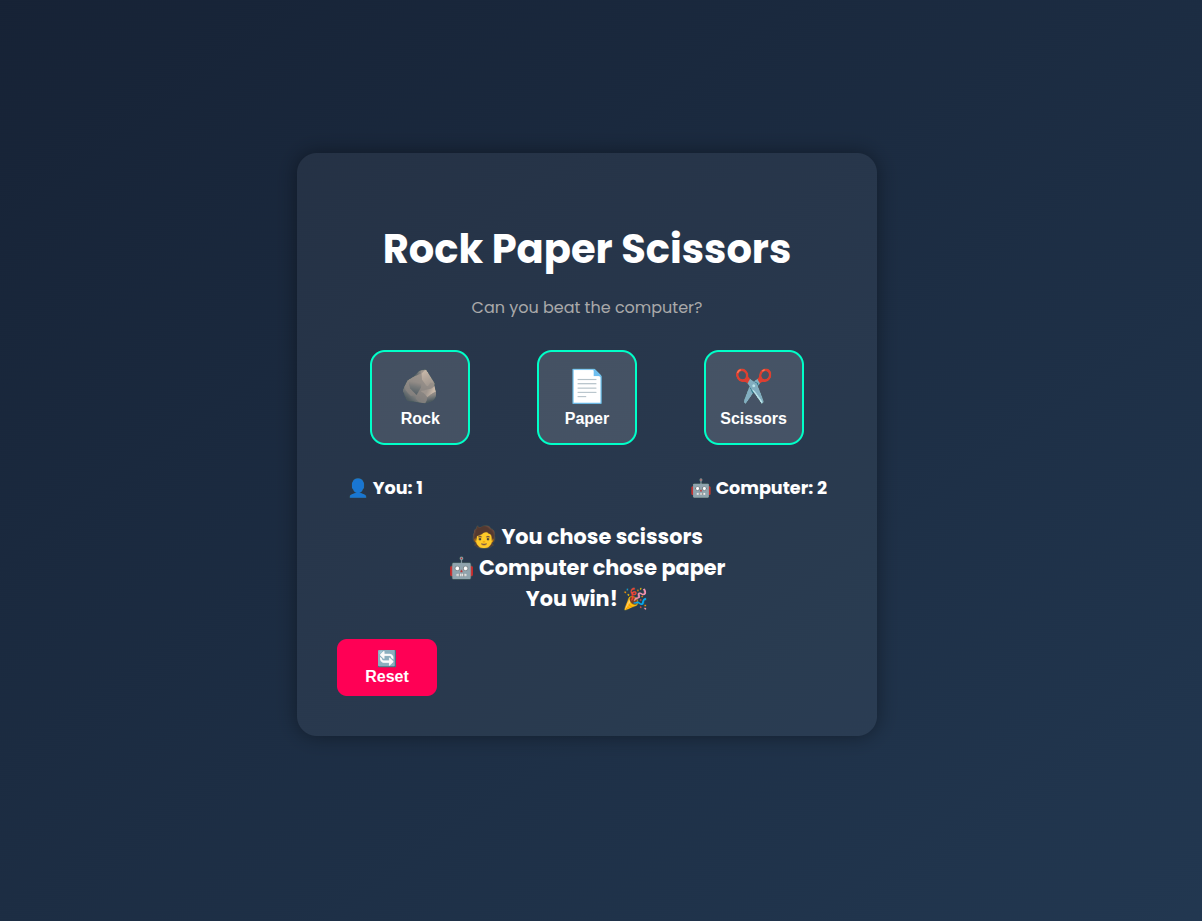 Rock Paper Scissors
Can you beat the computer?
Rock
Paper
Scissors
👤 You: 1
🤖 Computer: 2
🧑 You chose scissors
🤖 Computer chose paper
You win! 🎉
🔄
Reset